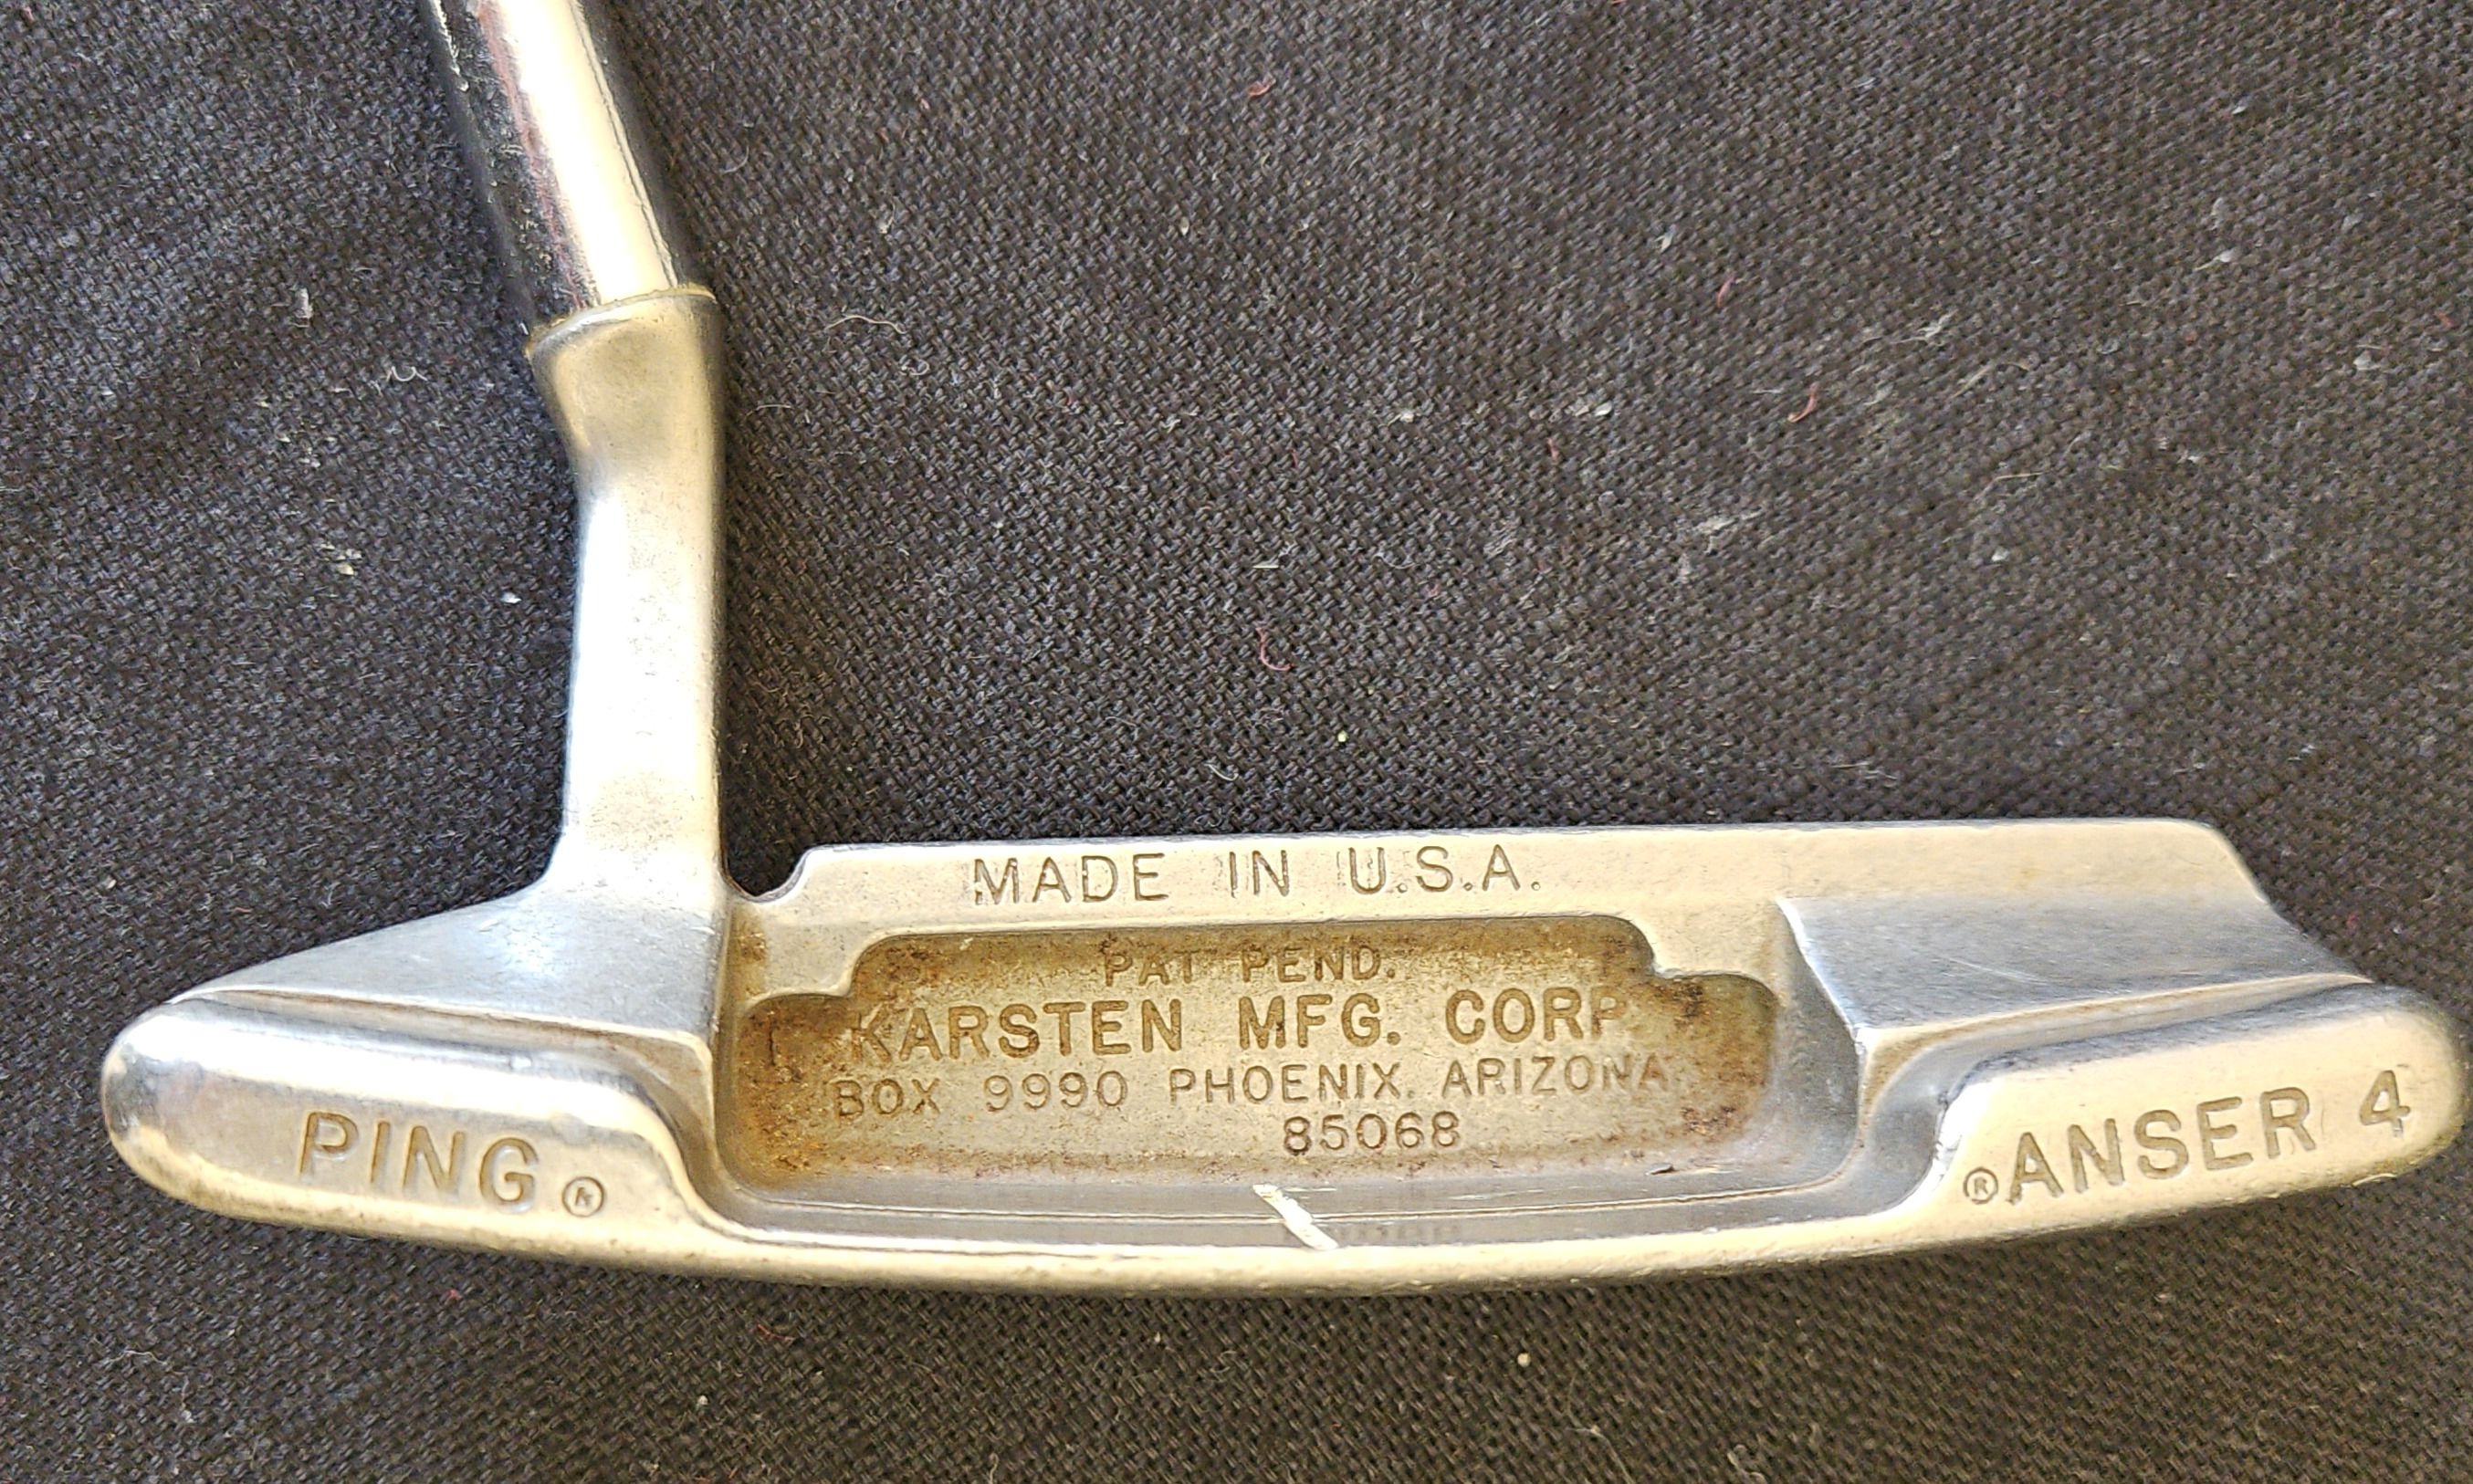 MADE IN U.S.A.
PAT PEND.
KARSTEN MFG. CORP.
BOX 9990 PHOENIX. ARIZONA
85068
PING ®
® ANSER 4